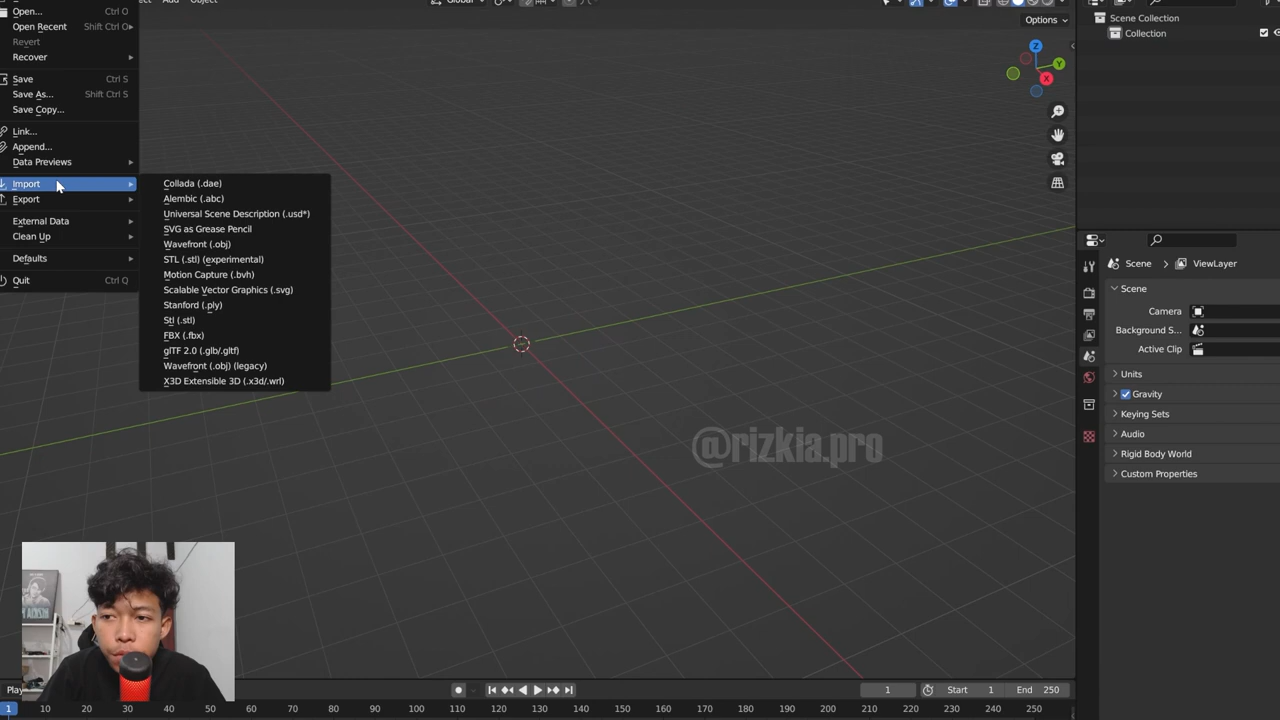 Object
Global
Open... Ctrl O
Open Recent Shift Ctrl O
Revert
Recover
Save Ctrl S
Save As... Shift Ctrl S
Save Copy...
Link...
Append...
Data Previews
Import
Export
External Data
Clean Up
Defaults
Quit Ctrl Q
Collada (.dae)
Alembic (.abc)
Universal Scene Description (.usd*)
SVG as Grease Pencil
Wavefront (.obj)
STL (.stl) (experimental)
Motion Capture (.bvh)
Scalable Vector Graphics (.svg)
Stanford (.ply)
Stl (.stl)
FBX (.fbx)
glTF 2.0 (.glb/.gltf)
Wavefront (.obj) (legacy)
X3D Extensible 3D (.x3d/.wrl)
Options
Z
Y
X
@rizkia.pro
Scene Collection
Collection
Scene > ViewLayer
Scene
Camera
Background S...
Active Clip
Units
Gravity
Keying Sets
Audio
Rigid Body World
Custom Properties
Play
1 Start 1 End 250
1 10 20 30 40 50 60 70 80 90 100 110 120 130 140 150 160 170 180 190 200 210 220 230 240 250